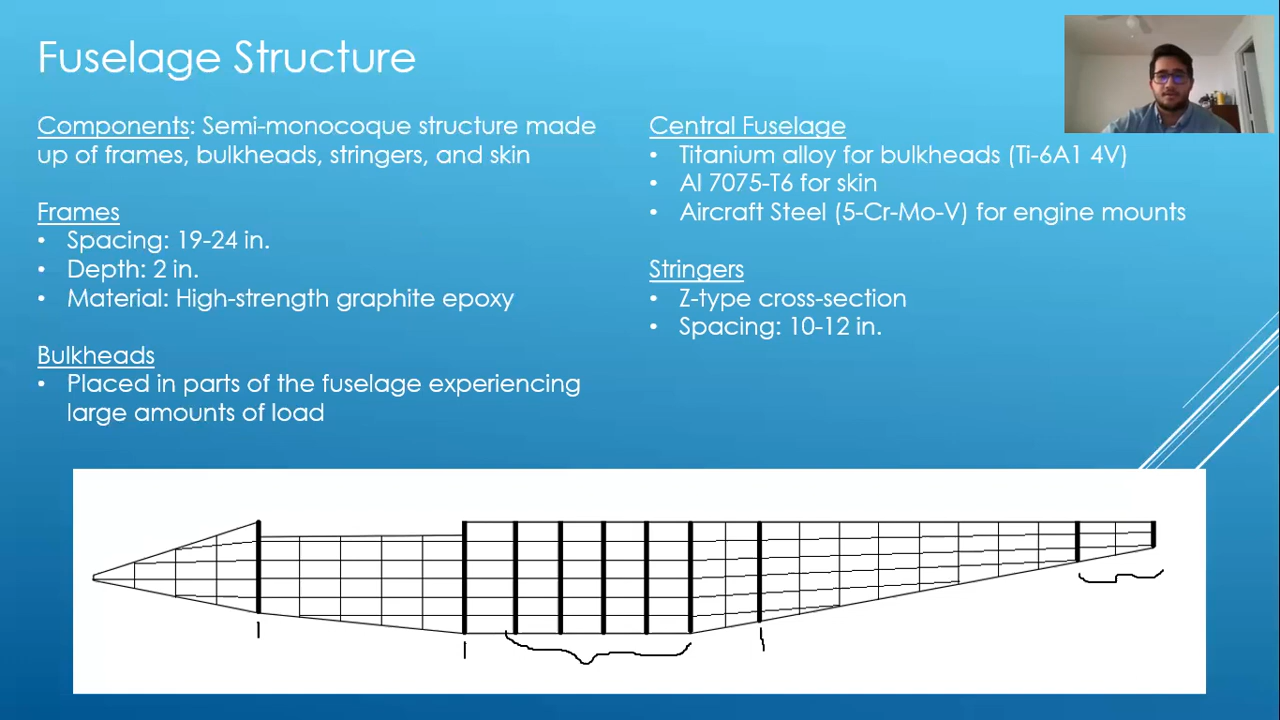 Fuselage Structure
Components: Semi-monocoque structure made
up of frames, bulkheads, stringers, and skin
Frames
• Spacing: 19-24 in.
• Depth: 2 in.
• Material: High-strength graphite epoxy
Bulkheads
• Placed in parts of the fuselage experiencing
large amounts of load
Central Fuselage
• Titanium alloy for bulkheads (Ti-6A1 4V)
• Al 7075-T6 for skin
• Aircraft Steel (5-Cr-Mo-V) for engine mounts
Stringers
• Z-type cross-section
• Spacing: 10-12 in.